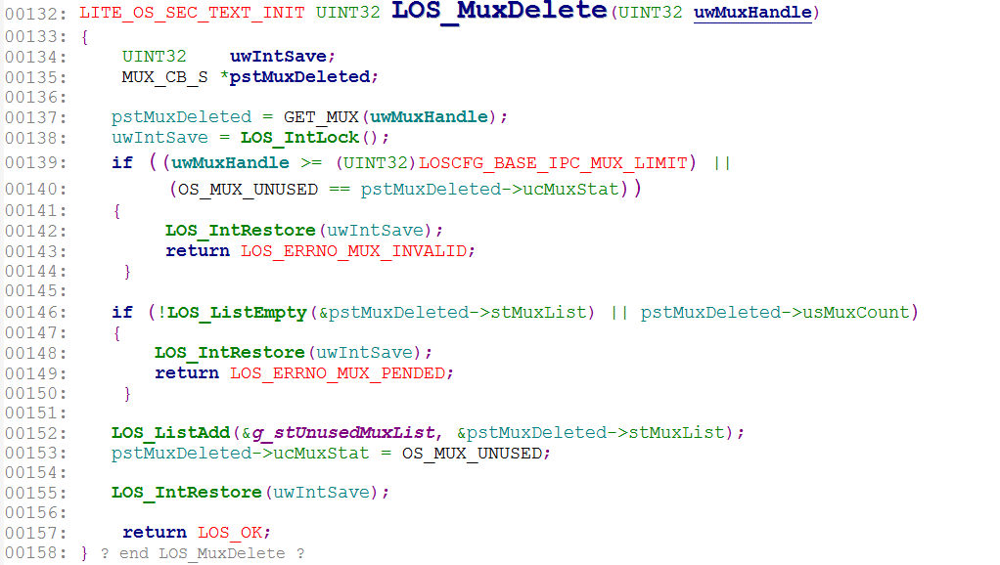 00132: LITE_OS_SEC_TEXT_INIT UINT32 LOS_MuxDelete(UINT32 uwMuxHandle)
00133: {
00134:     UINT32    uwIntSave;
00135:     MUX_CB_S *pstMuxDeleted;
00136:
00137:    pstMuxDeleted = GET_MUX(uwMuxHandle);
00138:    uwIntSave = LOS_IntLock();
00139:    if ((uwMuxHandle >= (UINT32)LOSCFG_BASE_IPC_MUX_LIMIT) ||
00140:         (OS_MUX_UNUSED == pstMuxDeleted->ucMuxStat))
00141:    {
00142:         LOS_IntRestore(uwIntSave);
00143:         return LOS_ERRNO_MUX_INVALID;
00144:     }
00145:
00146:    if (!LOS_ListEmpty(&pstMuxDeleted->stMuxList) || pstMuxDeleted->usMuxCount)
00147:    {
00148:        LOS_IntRestore(uwIntSave);
00149:        return LOS_ERRNO_MUX_PENDED;
00150:     }
00151:
00152:    LOS_ListAdd(&g_stUnusedMuxList, &pstMuxDeleted->stMuxList);
00153:    pstMuxDeleted->ucMuxStat = OS_MUX_UNUSED;
00154:
00155:    LOS_IntRestore(uwIntSave);
00156:
00157:     return LOS_OK;
00158: } ? end LOS_MuxDelete ?